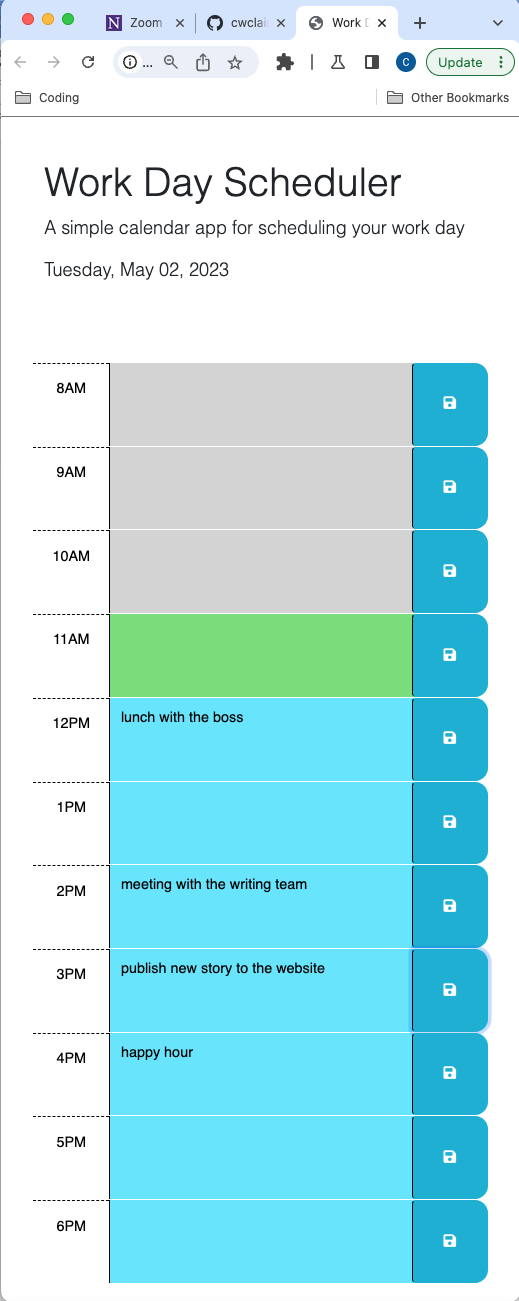 N Zoom
cwclai
Work D
...
C
Update
Coding
Other Bookmarks
Work Day Scheduler
A simple calendar app for scheduling your work day
Tuesday, May 02, 2023
8AM
9AM
10AM
11AM
12PM lunch with the boss
1PM
2PM meeting with the writing team
3PM publish new story to the website
4PM happy hour
5PM
6PM